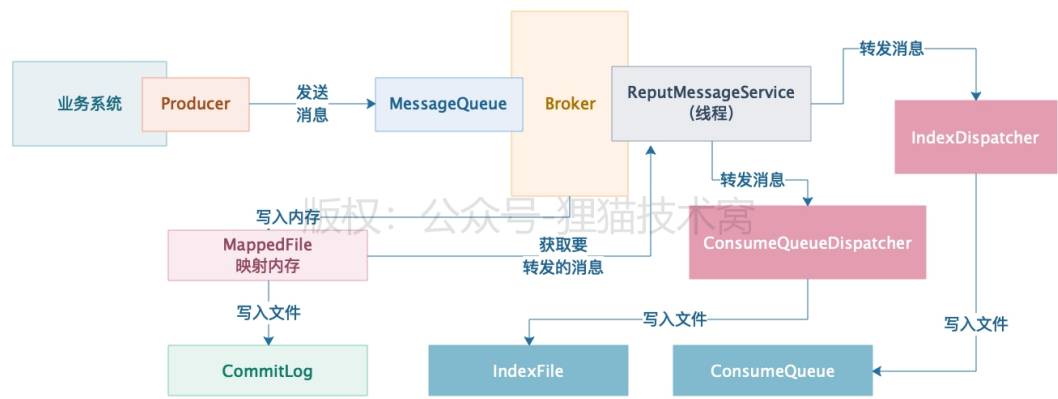 业务系统
Producer
发送
消息
MessageQueue
Broker
ReputMessageService
（线程）
转发消息
IndexDispatcher
转发消息
版权：公众号-狸猫技术窝
写入内存
MappedFile
映射内存
获取要
转发的消息
ConsumeQueueDispatcher
写入文件
写入文件
写入文件
CommitLog
IndexFile
ConsumeQueue